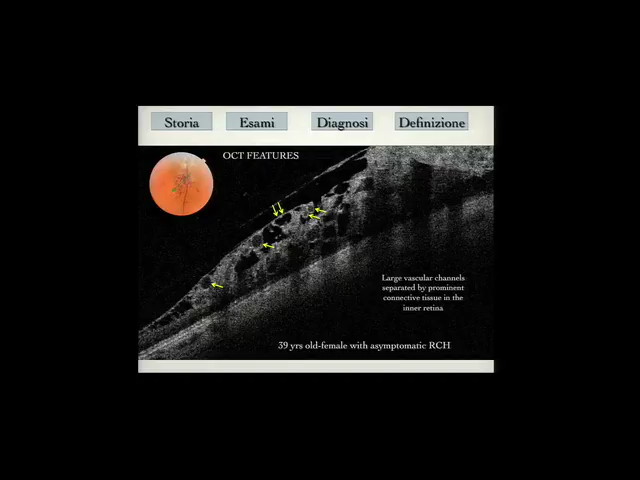 Storia Esami Diagnosi Definizione
OCT FEATURES
Large vascular channels
separated by prominent
connective tissue in the
inner retina
39 yrs old-female with asymptomatic RCH